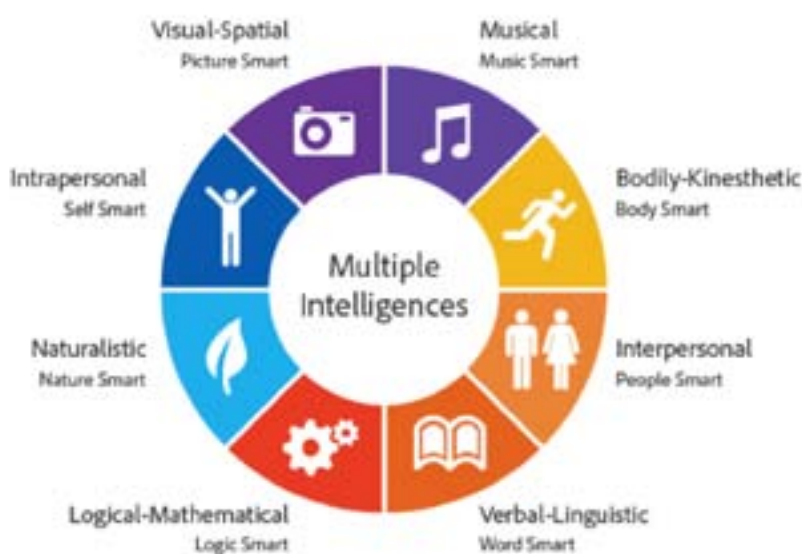 Visual-Spatial
Picture Smart
Musical
Music Smart
Intrapersonal
Self Smart
Bodily-Kinesthetic
Body Smart
Multiple
Intelligences
Naturalistic
Nature Smart
Interpersonal
People Smart
Logical-Mathematical
Logic Smart
Verbal-Linguistic
Word Smart